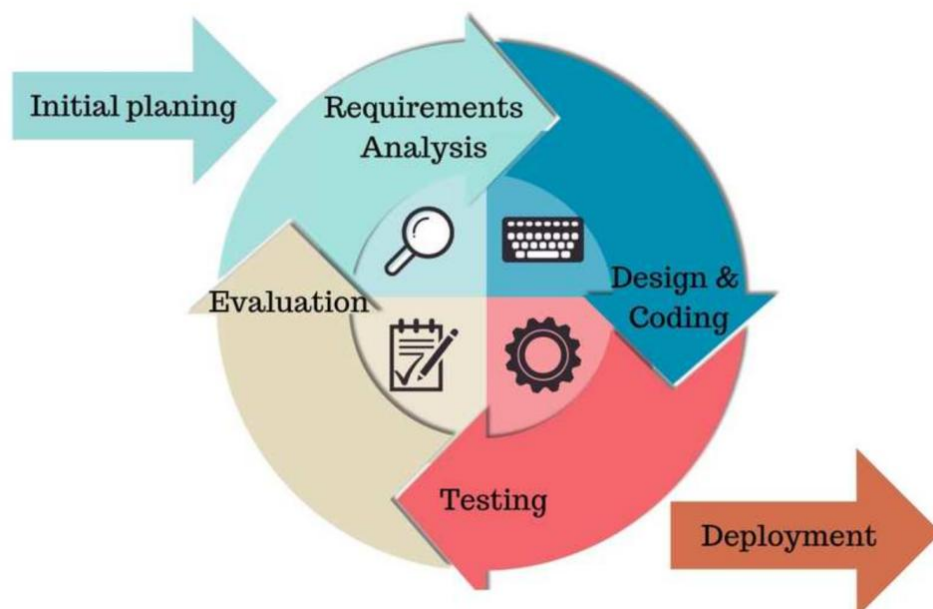 Initial planing
Requirements
Analysis
Design &
Coding
Evaluation
Testing
Deployment